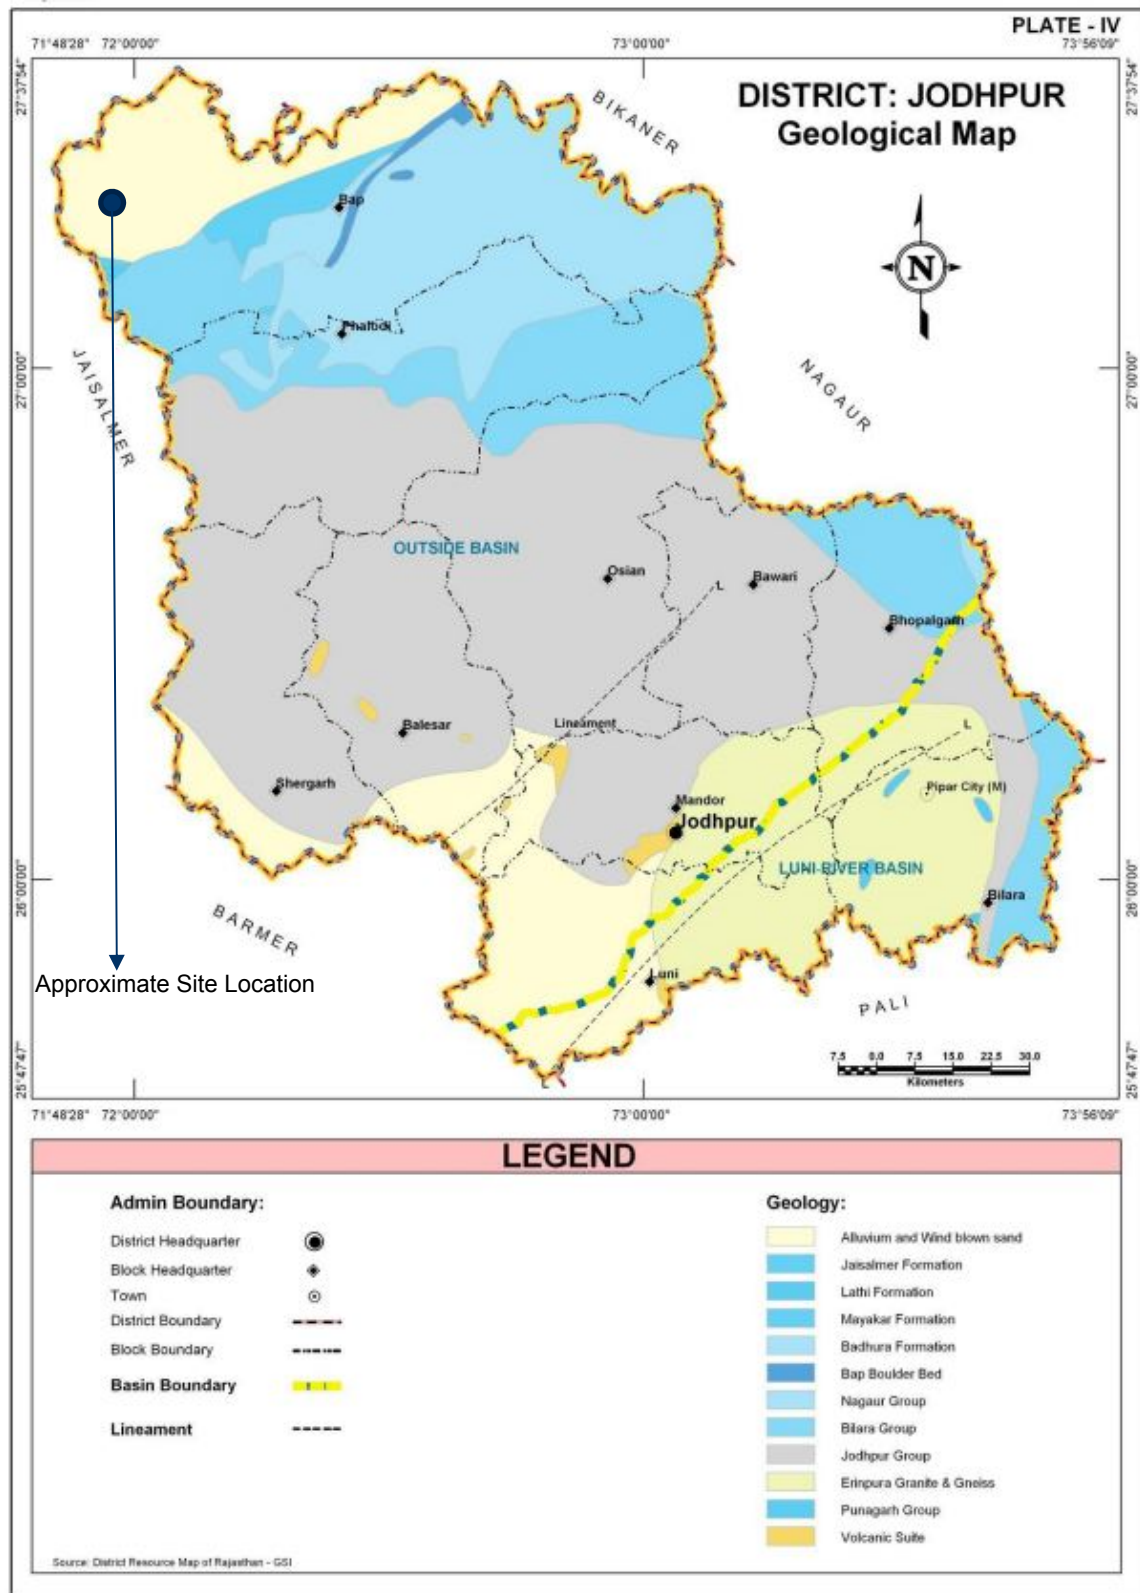 PLATE - IV
71°48'28" 72°00'00" 73°00'00" 73°56'09"
27°37'54" 27°37'54"
DISTRICT: JODHPUR
Geological Map
BIKANER
Bap
N
Phalodi
JAISALMER
NAGAUR
27°00'00" 27°00'00"
OUTSIDE BASIN
Osian
Bawari
L
Bhopalgarh
Balesar
Lineament
L
Shergarh
Pipar City (M)
Mandor
Jodhpur
LUNI RIVER BASIN
26°00'00" 26°00'00"
Bilara
BARMER
Luni
Approximate Site Location
PALI
25°47'47" 25°47'47"
7.5 0.0 7.5 15.0 22.5 30.0
Kilometers
L
71°48'28" 72°00'00" 73°00'00" 73°56'09"
LEGEND
Admin Boundary:
District Headquarter
Block Headquarter
Town
District Boundary
Block Boundary
Basin Boundary
Lineament
Geology:
Alluvium and Wind blown sand
Jaisalmer Formation
Lathi Formation
Mayakar Formation
Badhura Formation
Bap Boulder Bed
Nagaur Group
Bilara Group
Jodhpur Group
Erinpura Granite & Gneiss
Punagarh Group
Volcanic Suite
Source: District Resource Map of Rajasthan - GSI